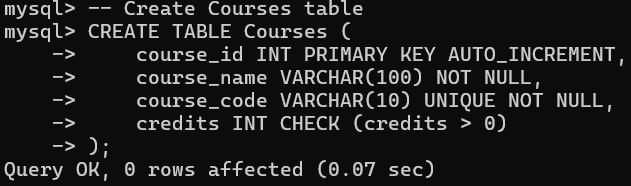 mysql> -- Create Courses table
mysql> CREATE TABLE Courses (
    ->     course_id INT PRIMARY KEY AUTO_INCREMENT,
    ->     course_name VARCHAR(100) NOT NULL,
    ->     course_code VARCHAR(10) UNIQUE NOT NULL,
    ->     credits INT CHECK (credits > 0)
    -> );
Query OK, 0 rows affected (0.07 sec)